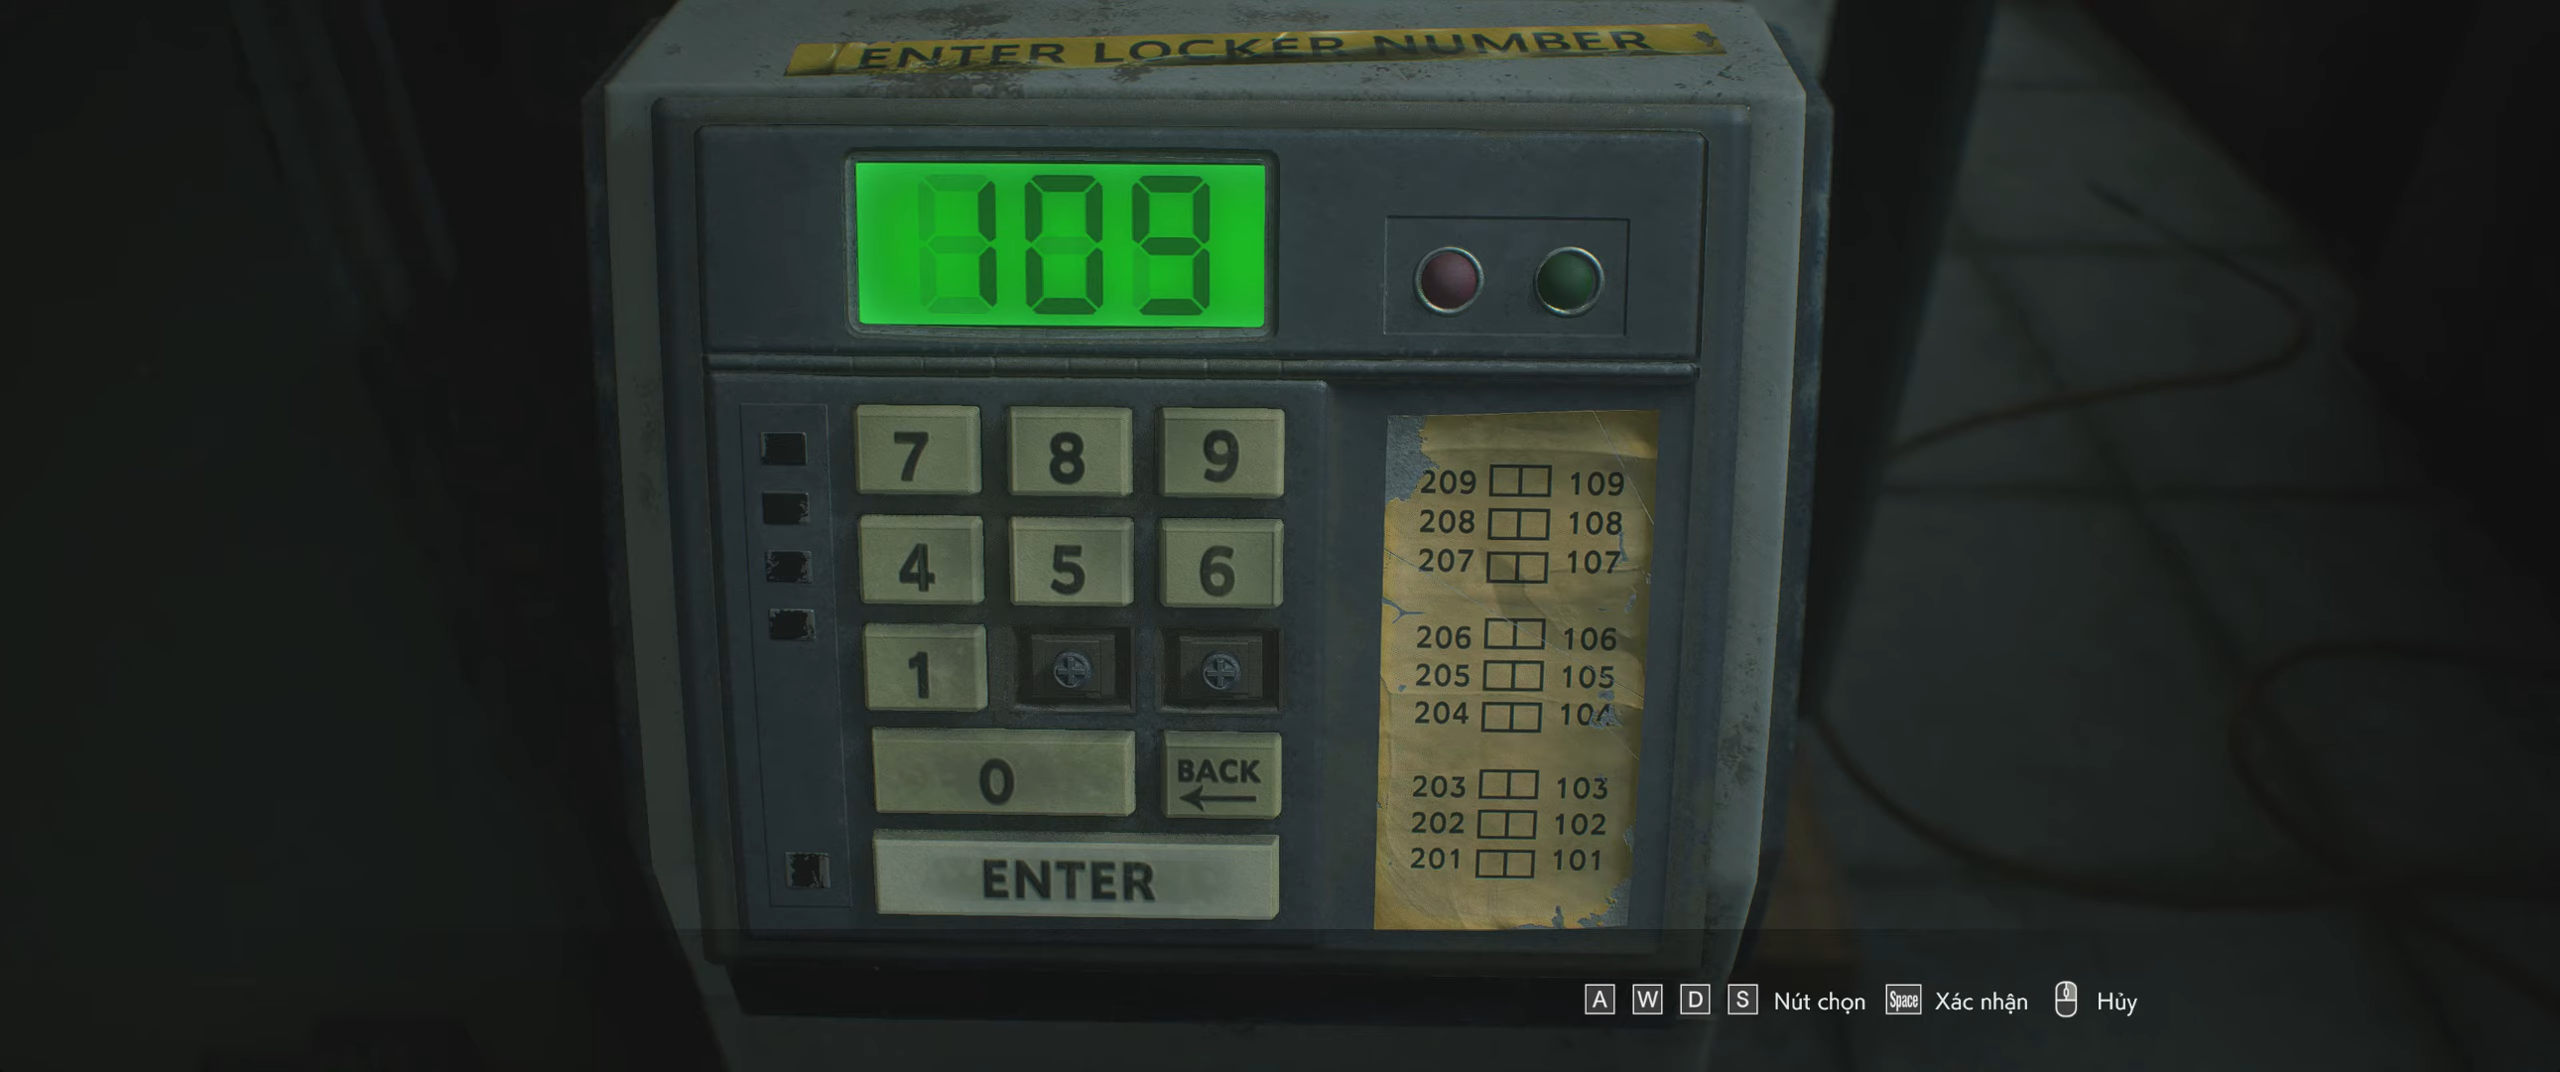 ENTER LOCKER NUMBER
109
7 8 9
4 5 6
1
0 BACK
ENTER
209 109
208 108
207 107
206 106
205 105
204 104
203 103
202 102
201 101
A W D S Nút chọn Space Xác nhận Hủy